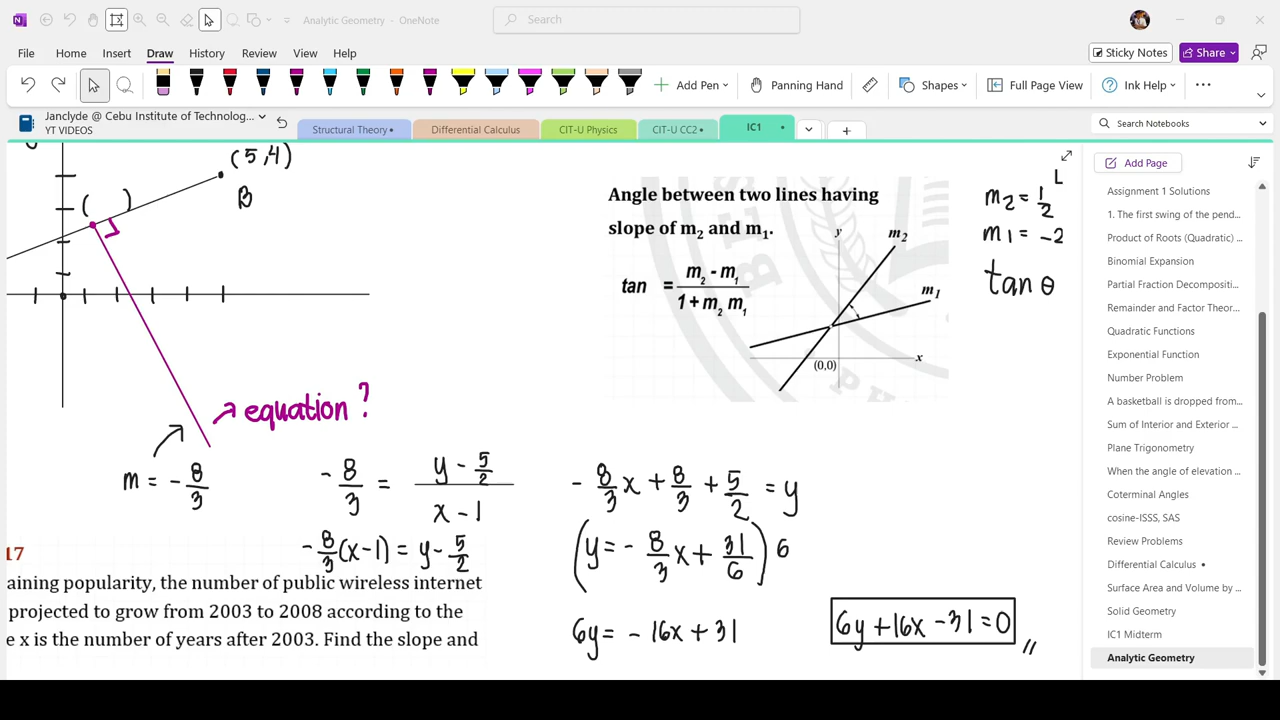 Analytic Geometry - OneNote
Search
File Home Insert Draw History Review View Help
Sticky Notes
Share
Add Pen
Panning Hand
Shapes
Full Page View
Ink Help
Janclyde @ Cebu Institute of Technolog...
YT VIDEOS
Structural Theory
Differential Calculus
CIT-U Physics
CIT-U CC2
IC1
Search Notebooks
Add Page
Assignment 1 Solutions
1. The first swing of the pend...
Product of Roots (Quadratic) ...
Binomial Expansion
Partial Fraction Decompositi...
Remainder and Factor Theor...
Quadratic Functions
Exponential Function
Number Problem
A basketball is dropped from...
Sum of Interior and Exterior ...
Plane Trigonometry
When the angle of elevation ...
Coterminal Angles
cosine-ISSS, SAS
Review Problems
Differential Calculus
Surface Area and Volume by ...
Solid Geometry
IC1 Midterm
Analytic Geometry
(5,4)
B
( )
equation ?
m = -8/3
-8/3 = (y - 5/2)/(x - 1)
-8/3(x-1) = y - 5/2
Angle between two lines having
slope of m2 and m1.
tan = (m2 - m1)/(1 + m2 m1)
y
m2
m1
x
(0,0)
L
m2 = 1/2
m1 = -2
tan θ
-8/3x + 8/3 + 5/2 = y
(y = -8/3x + 31/6) 6
6y = -16x + 31
6y + 16x - 31 = 0
17
aining popularity, the number of public wireless internet
projected to grow from 2003 to 2008 according to the
e x is the number of years after 2003. Find the slope and